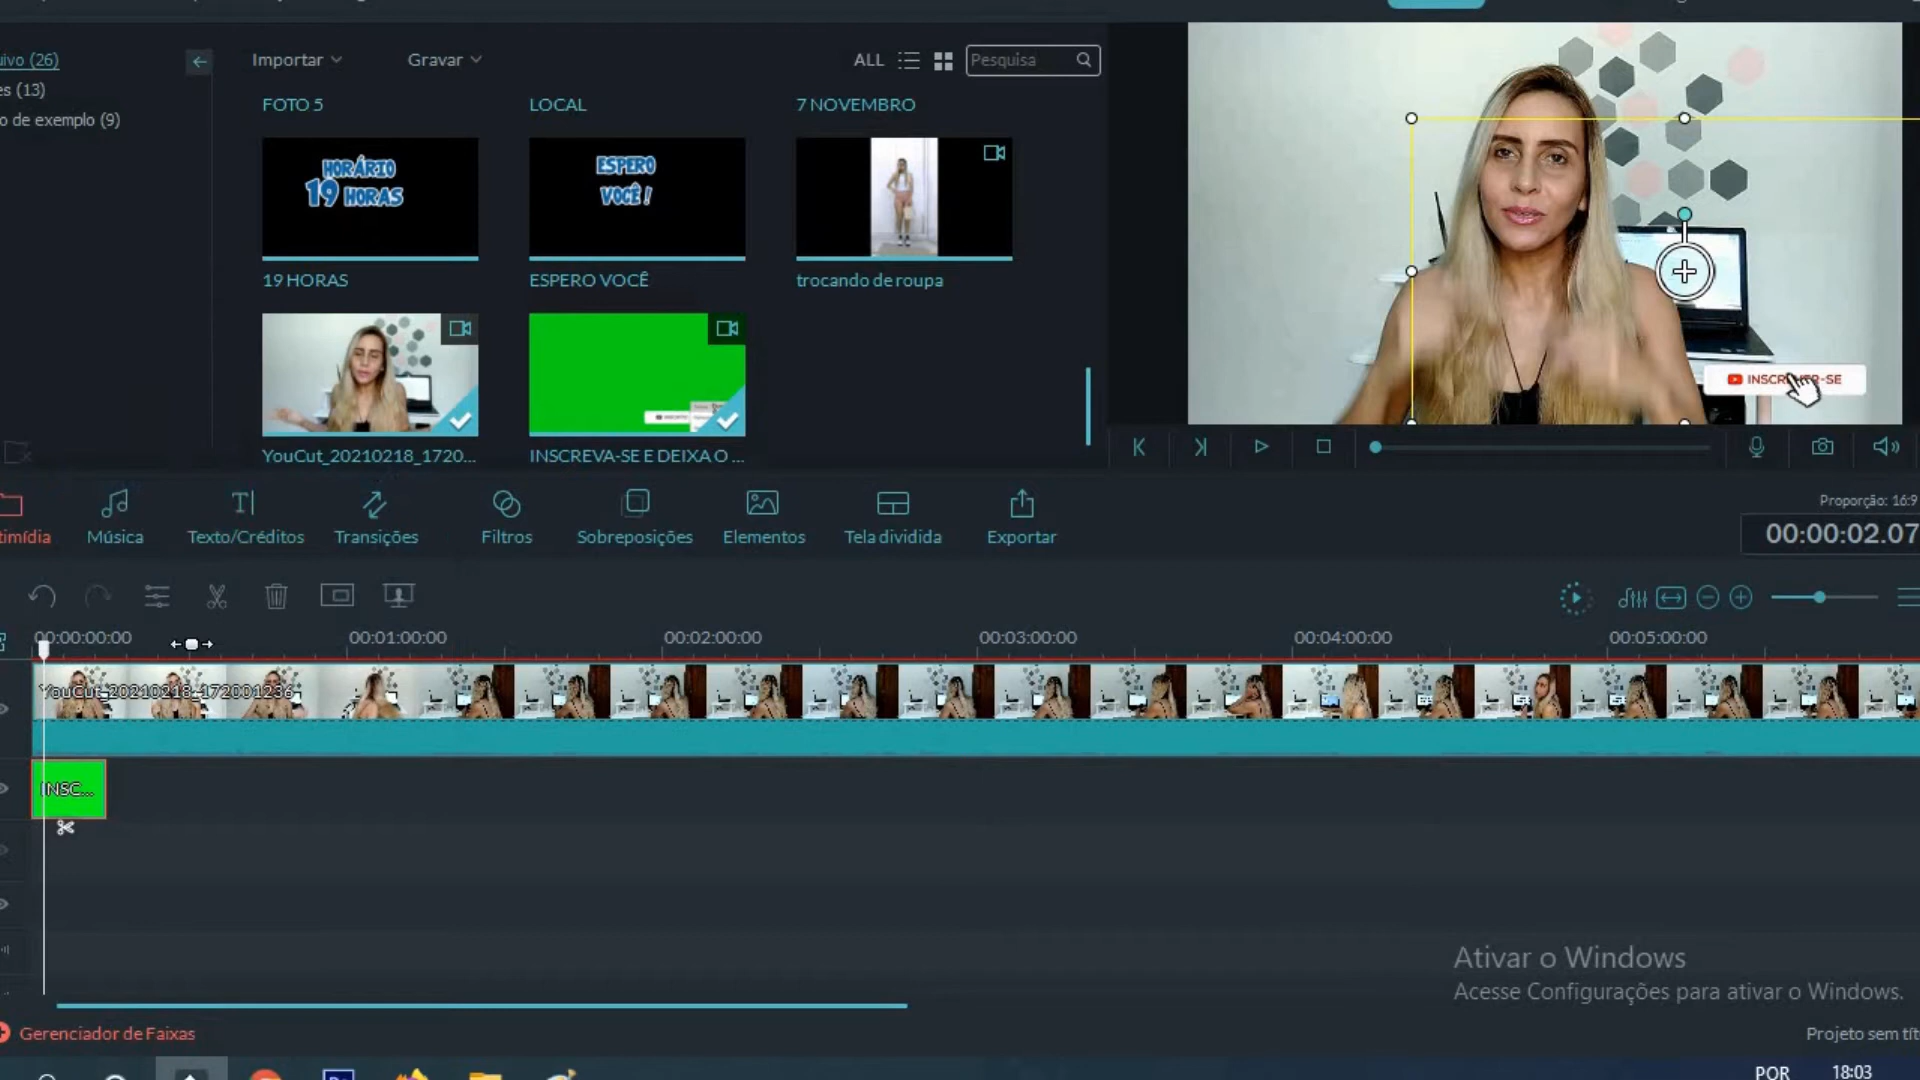 uivo (26)
Importar
Gravar
ALL
Pesquisa
es (13)
o de exemplo (9)
FOTO 5
LOCAL
7 NOVEMBRO
HORÁRIO
19 HORAS
ESPERO
VOCÊ !
19 HORAS
ESPERO VOCÊ
trocando de roupa
YouCut_20210218_1720...
INSCREVA-SE E DEIXA O ...
timídia
Música
Texto/Créditos
Transições
Filtros
Sobreposições
Elementos
Tela dividida
Exportar
Proporção: 16:9
00:00:02.07
00:00:00:00
00:01:00:00
00:02:00:00
00:03:00:00
00:04:00:00
00:05:00:00
YouCut_20210218_172001236
INSC...
Ativar o Windows
Acesse Configurações para ativar o Windows.
Gerenciador de Faixas
Projeto sem tít
POR
18:03